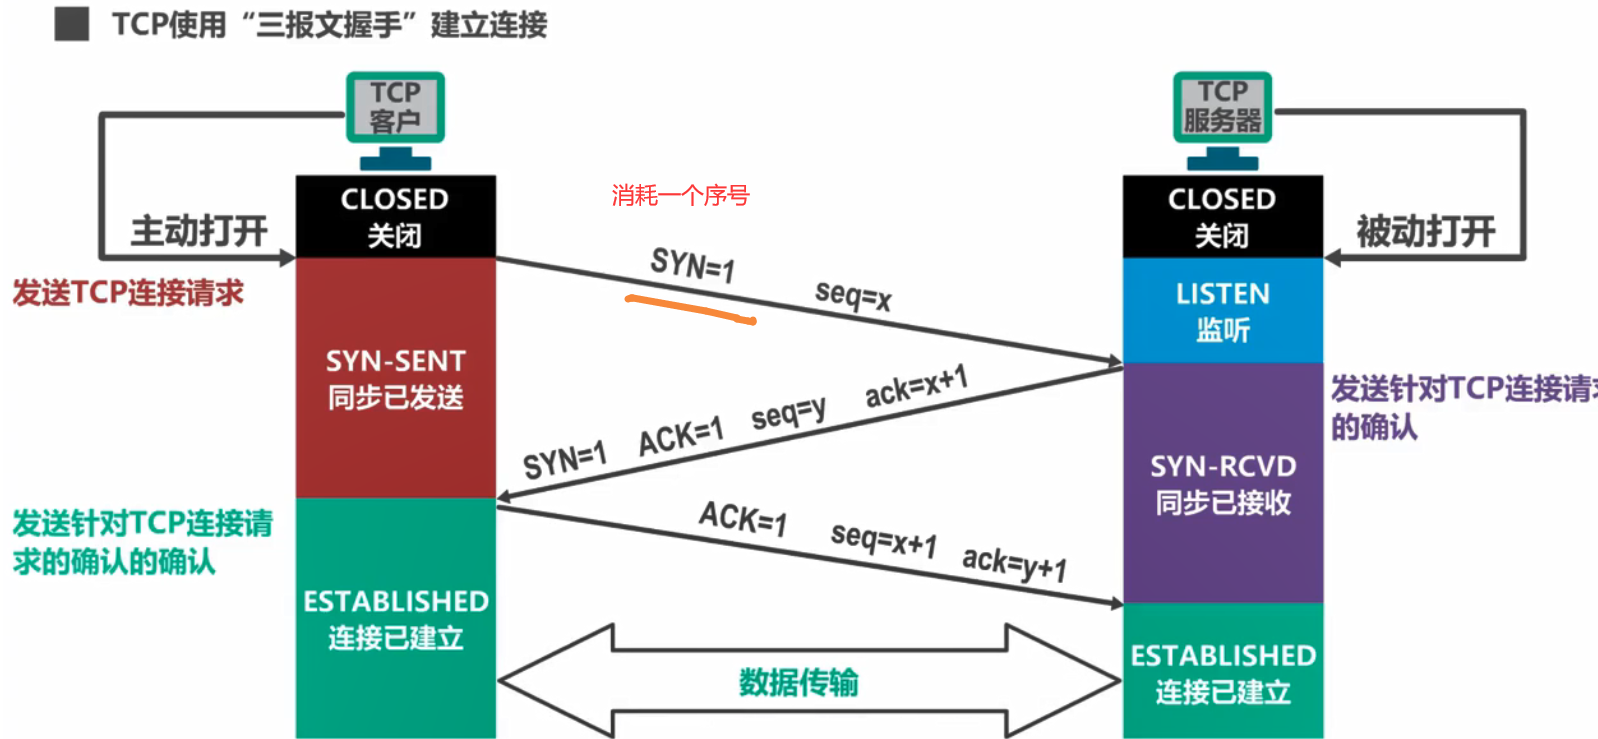 TCP使用“三报文握手”建立连接
TCP
客户
TCP
服务器
CLOSED
关闭
消耗一个序号
CLOSED
关闭
主动打开
被动打开
发送TCP连接请求
SYN=1 seq=x
LISTEN
监听
SYN-SENT
同步已发送
SYN=1 ACK=1 seq=y ack=x+1
发送针对TCP连接请
的确认
SYN-RCVD
同步已接收
发送针对TCP连接请
求的确认的确认
ACK=1 seq=x+1 ack=y+1
ESTABLISHED
连接已建立
数据传输
ESTABLISHED
连接已建立